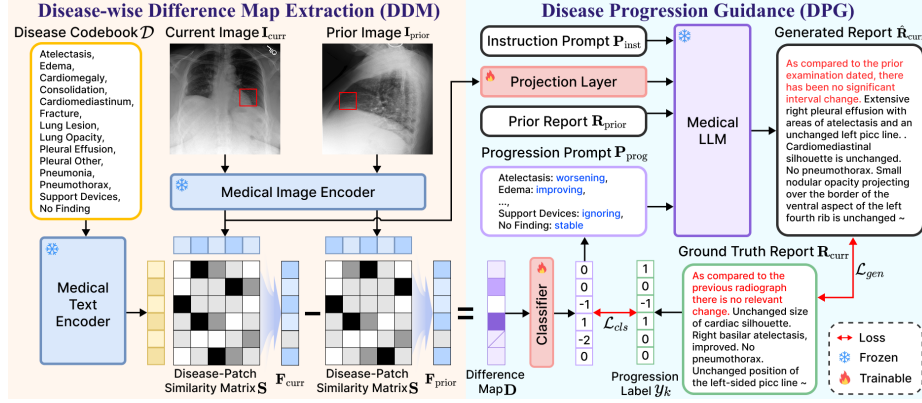 Disease-wise Difference Map Extraction (DDM)
Disease Codebook 𝒟
Atelectasis,
Edema,
Cardiomegaly,
Consolidation,
Cardiomediastinum,
Fracture,
Lung Lesion,
Lung Opacity,
Pleural Effusion,
Pleural Other,
Pneumonia,
Pneumothorax,
Support Devices,
No Finding
Current Image I_curr
Prior Image I_prior
Medical Image Encoder
Medical
Text
Encoder
Disease-Patch
Similarity Matrix S
F_curr
−
Disease-Patch
Similarity Matrix S
F_prior
=
Disease Progression Guidance (DPG)
Instruction Prompt P_inst
Projection Layer
Prior Report R_prior
Progression Prompt P_prog
Atelectasis: worsening,
Edema: improving,
...,
Support Devices: ignoring,
No Finding: stable
Medical
LLM
Generated Report R̂_curr
As compared to the prior
examination dated, there
has been no significant
interval change. Extensive
right pleural effusion with
areas of atelectasis and an
unchanged left picc line. .
Cardiomediastinal
silhouette is unchanged.
No pneumothorax. Small
nodular opacity projecting
over the border of the
ventral aspect of the left
fourth rib is unchanged ~
Difference
Map D
Classifier
0
0
-1
1
-2
0
ℒ_cls
1
0
-1
1
0
0
Progression
Label y_k
Ground Truth Report R_curr
As compared to the
previous radiograph
there is no relevant
change. Unchanged size
of cardiac silhouette.
Right basilar atelectasis,
improved. No
pneumothorax.
Unchanged position of
the left-sided picc line ~
ℒ_gen
Loss
Frozen
Trainable